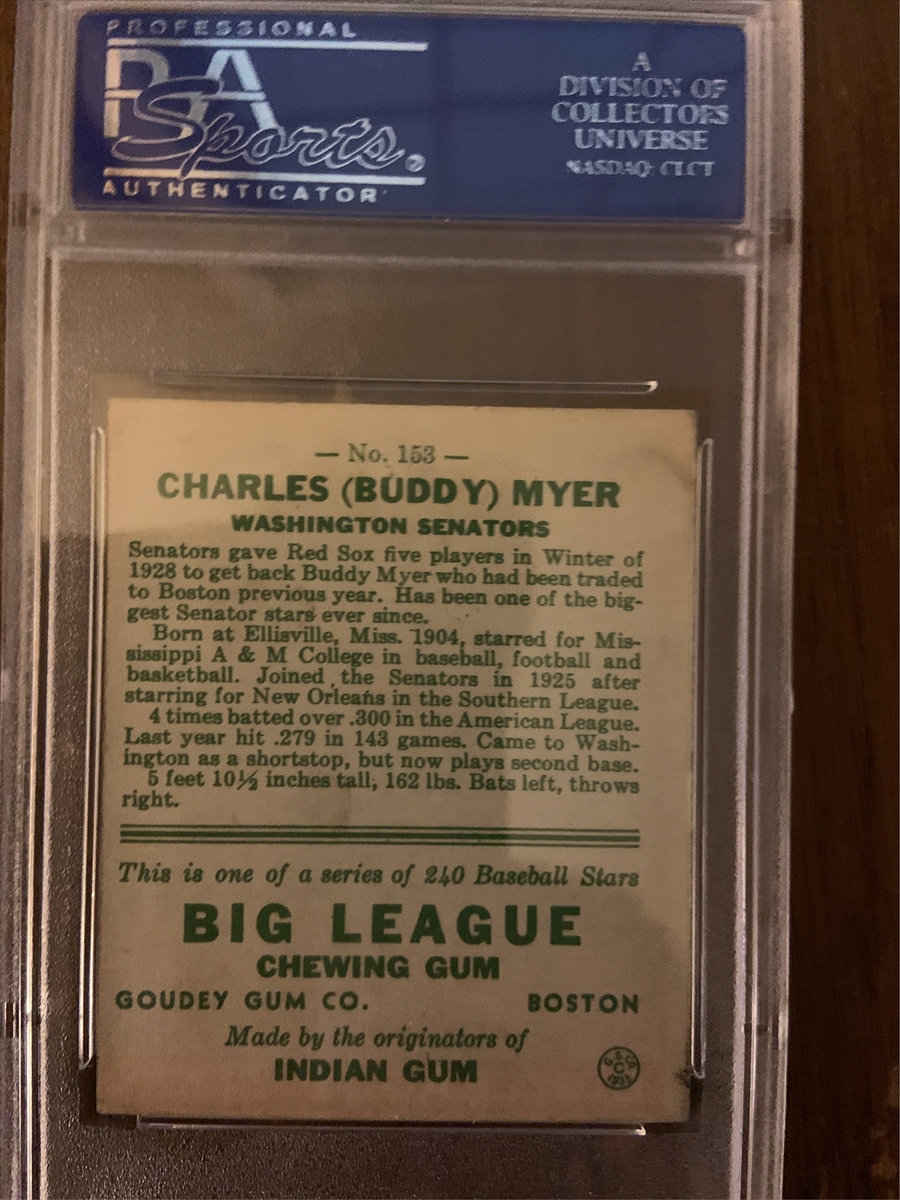 PROFESSIONAL
PSA
Sports
AUTHENTICATOR
A
DIVISION OF
COLLECTORS
UNIVERSE
NASDAQ: CLCT
— No. 153 —
CHARLES (BUDDY) MYER
WASHINGTON SENATORS
Senators gave Red Sox five players in Winter of
1928 to get back Buddy Myer who had been traded
to Boston previous year. Has been one of the big-
gest Senator stars ever since.
Born at Ellisville, Miss. 1904, starred for Mis-
sissippi A & M College in baseball, football and
basketball. Joined the Senators in 1925 after
starring for New Orleans in the Southern League.
4 times batted over .300 in the American League.
Last year hit .279 in 143 games. Came to Wash-
ington as a shortstop, but now plays second base.
5 feet 10½ inches tall, 162 lbs. Bats left, throws
right.
This is one of a series of 240 Baseball Stars
BIG LEAGUE
CHEWING GUM
GOUDEY GUM CO. BOSTON
Made by the originators of
INDIAN GUM
G.G.CO.
C
1933